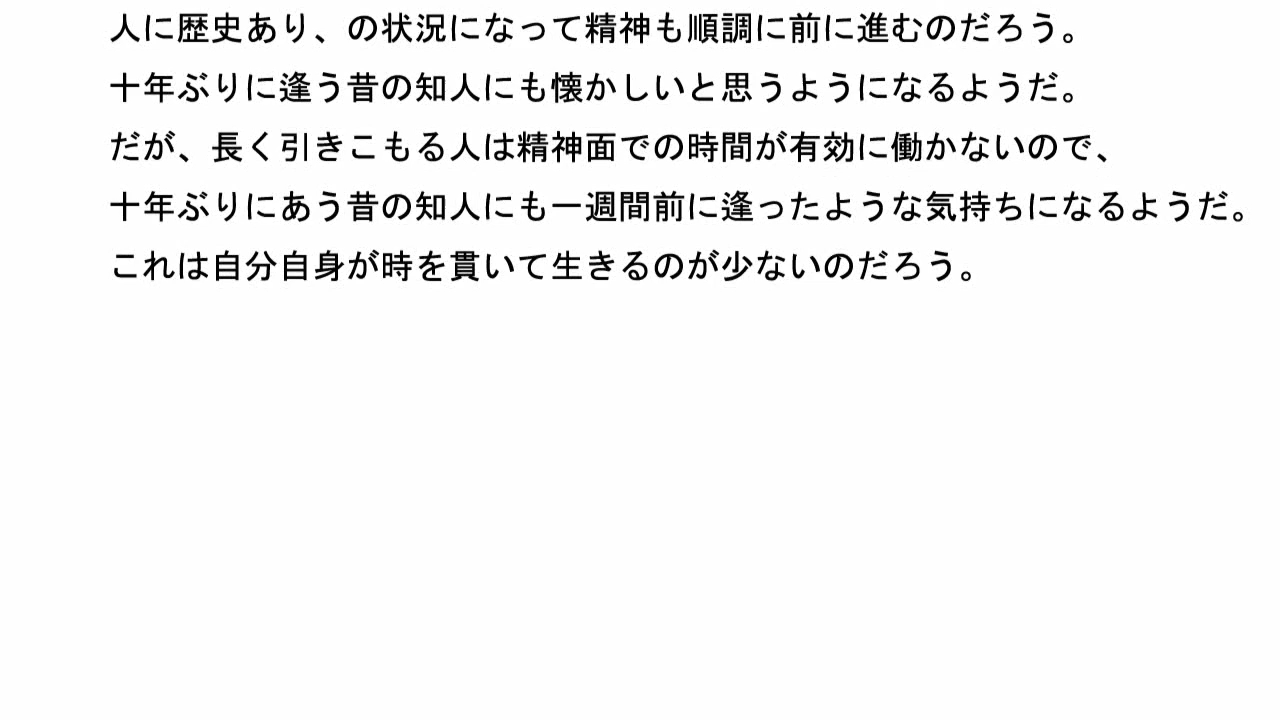 人に歴史あり、の状況になって精神も順調に前に進むのだろう。
十年ぶりに逢う昔の知人にも懐かしいと思うようになるようだ。
だが、長く引きこもる人は精神面での時間が有効に働かないので、
十年ぶりにあう昔の知人にも一週間前に逢ったような気持ちになるようだ。
これは自分自身が時を貫いて生きるのが少ないのだろう。